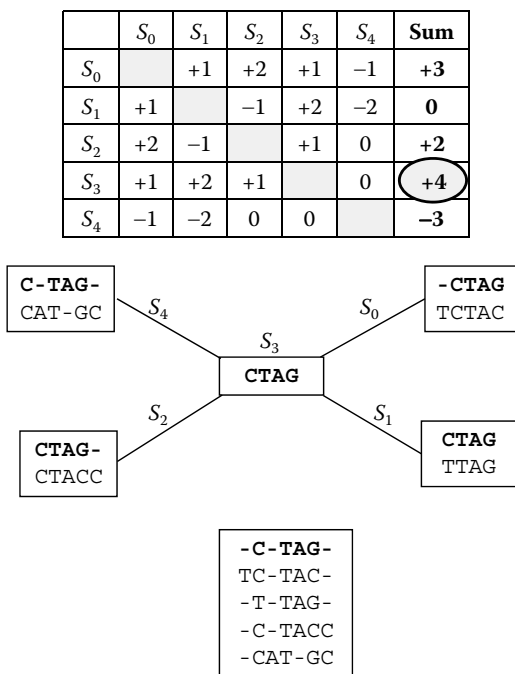 S0 S1 S2 S3 S4 Sum
S0 +1 +2 +1 −1 +3
S1 +1 −1 +2 −2 0
S2 +2 −1 +1 0 +2
S3 +1 +2 +1 0 +4
S4 −1 −2 0 0 −3
C-TAG-
CAT-GC
S4
S0
-CTAG
TCTAC
S3
CTAG
S2
S1
CTAG-
CTACC
CTAG
TTAG
-C-TAG-
TC-TAC-
-T-TAG-
-C-TACC
-CAT-GC